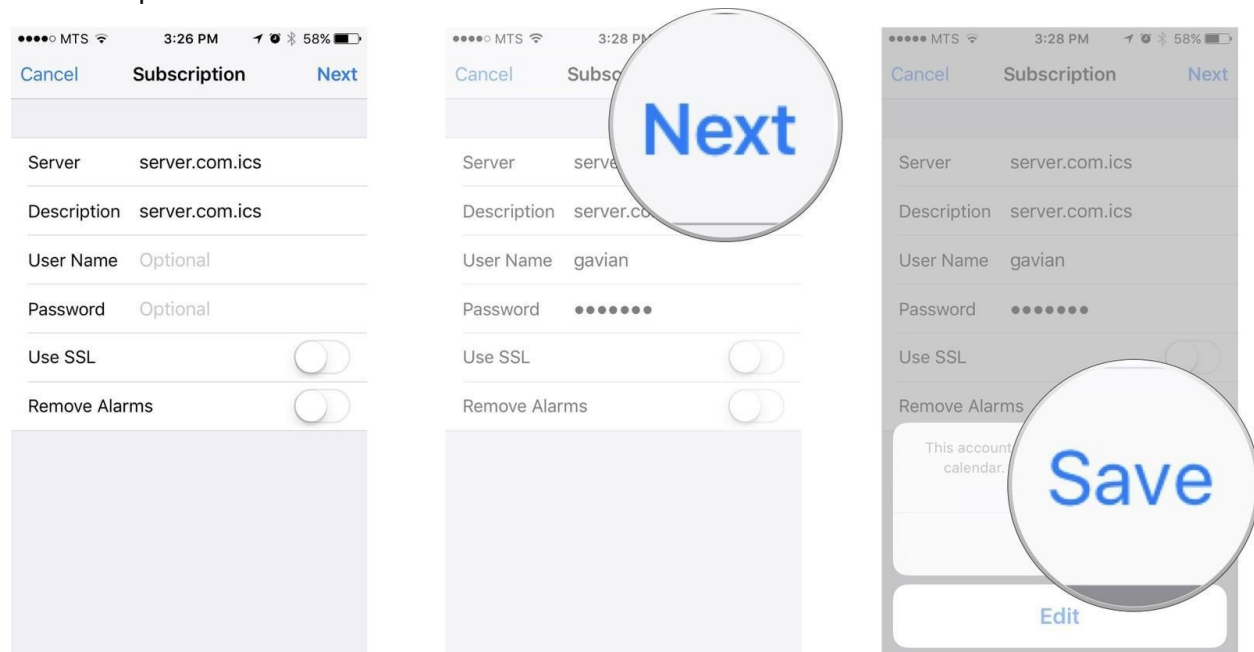 MTS 3:26 PM 58%
Cancel Subscription Next
Server server.com.ics
Description server.com.ics
User Name Optional
Password Optional
Use SSL
Remove Alarms
MTS 3:28
Cancel
Next
Server
Description
User Name gavian
Password ●●●●●●●
Use SSL
Remove Alarms
MTS 3:28 PM 58%
Cancel Subscription Next
Server server.com.ics
Description server.com.ics
User Name gavian
Password ●●●●●●●
Use SSL
Remove Alarms
This account
calendar.
Save
Edit